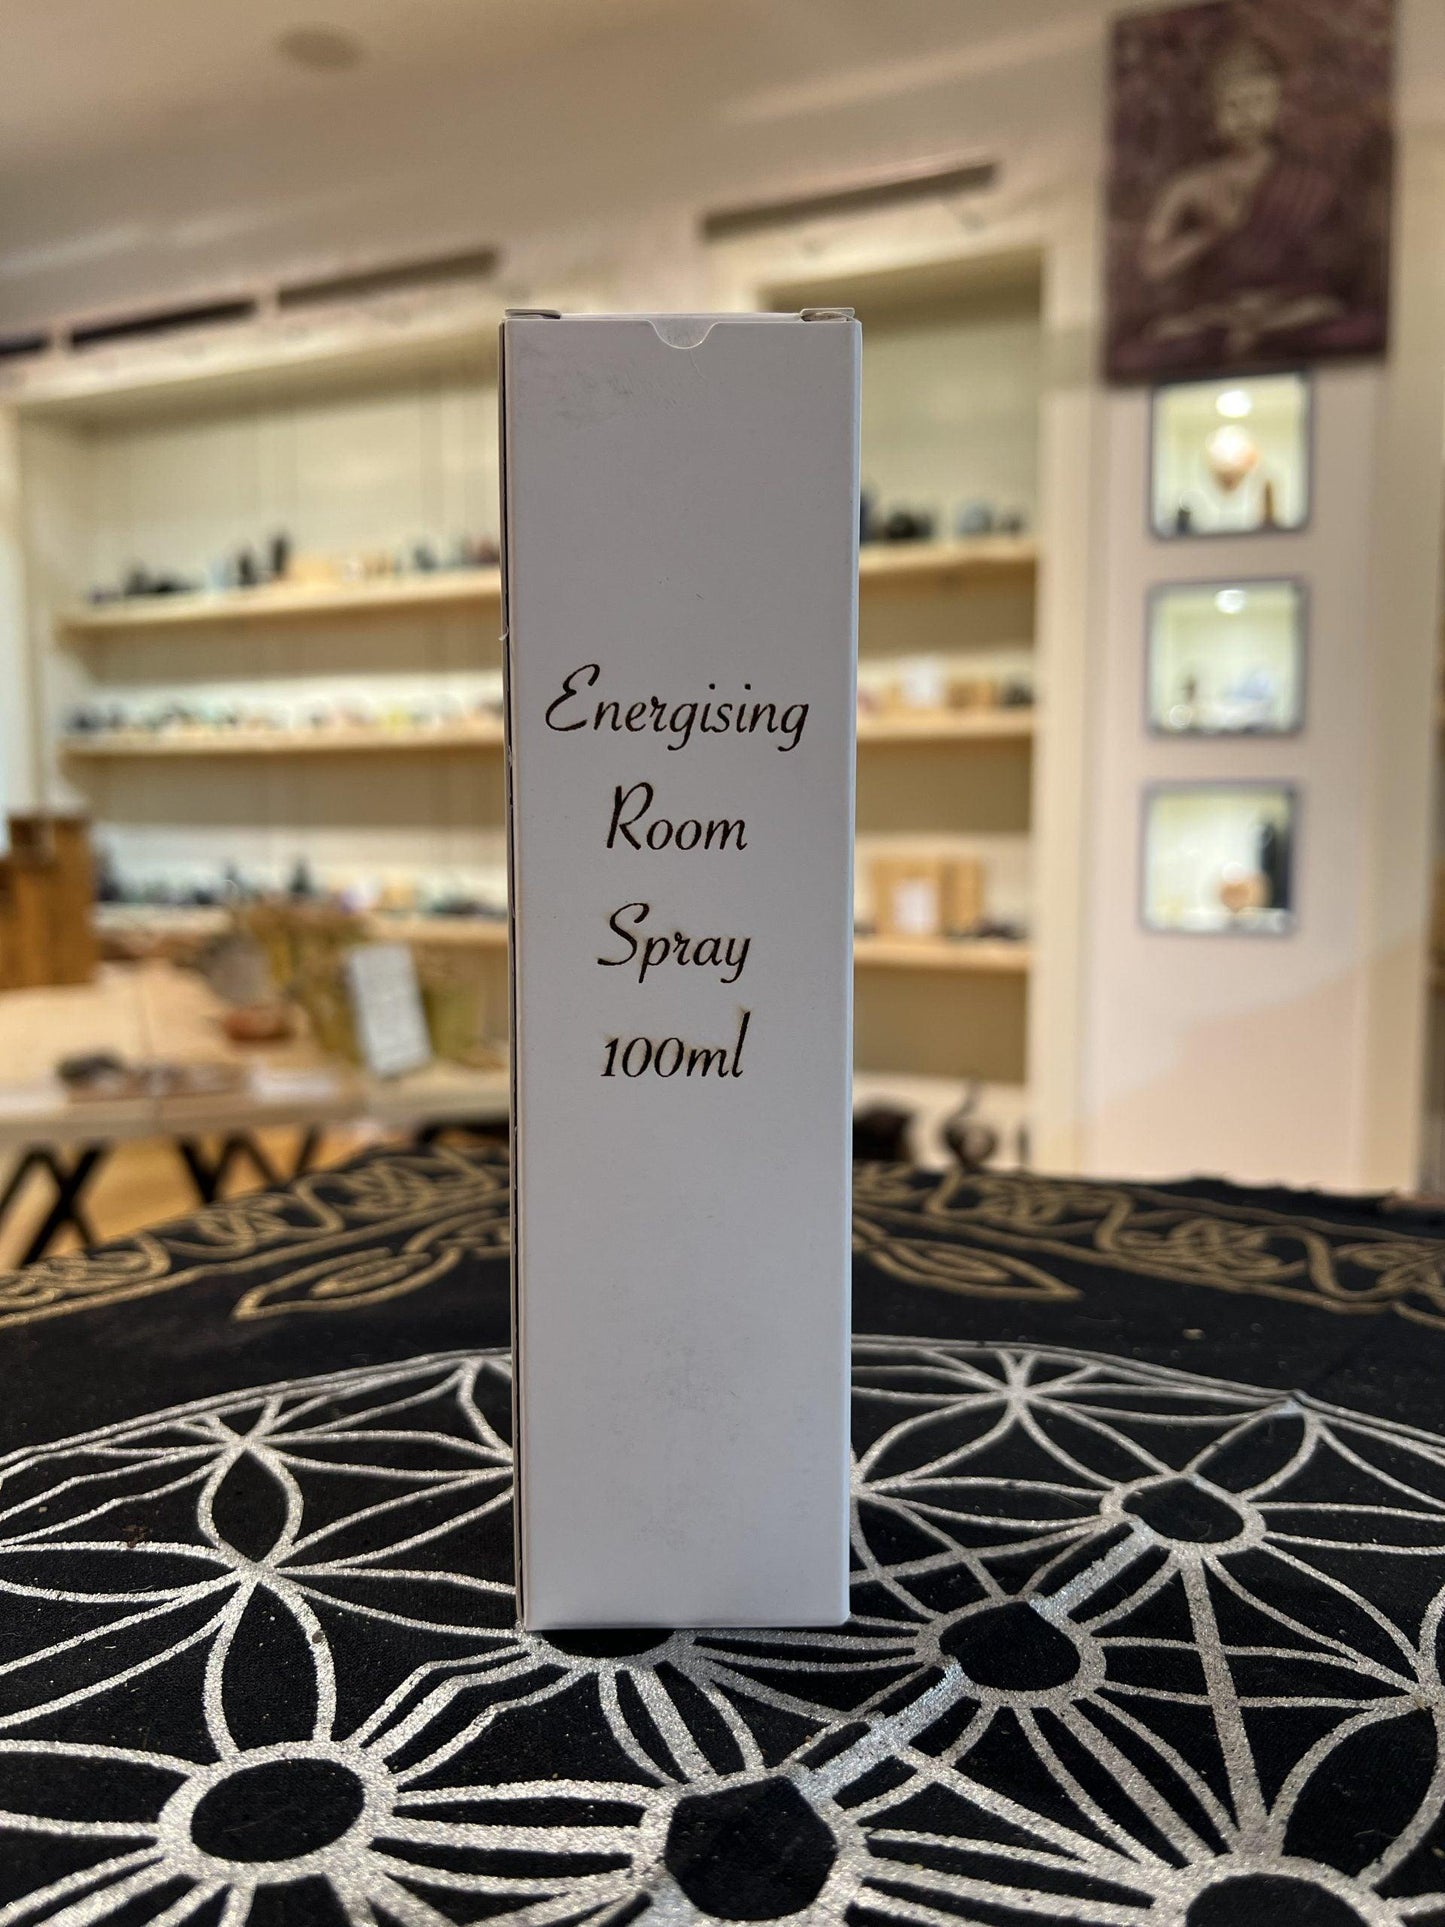 Energising
Room
Spray
100ml